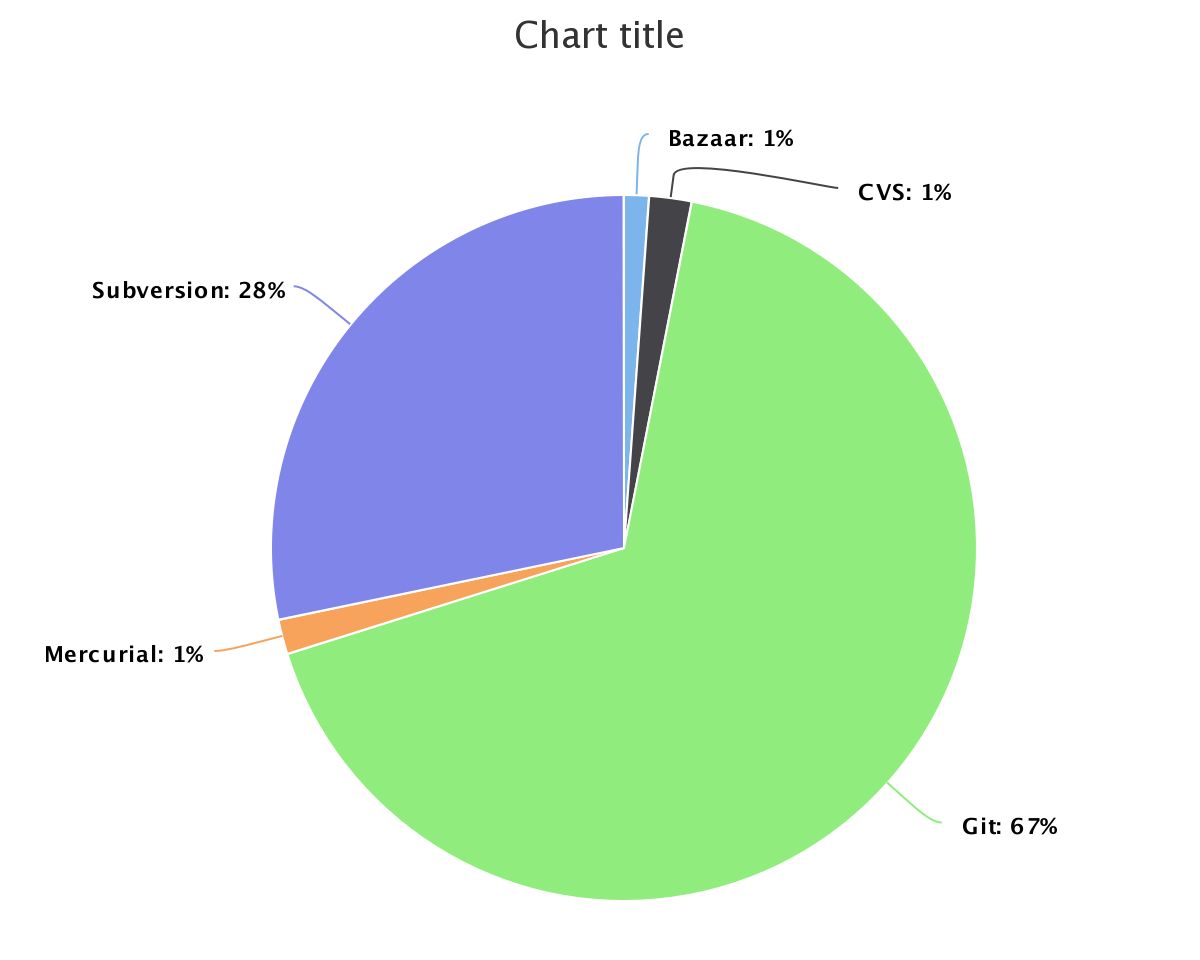 Chart title
Bazaar: 1%
CVS: 1%
Subversion: 28%
Mercurial: 1%
Git: 67%